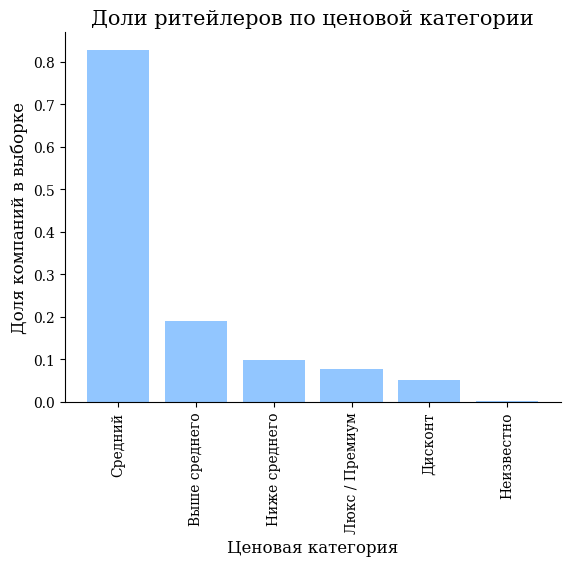 Доли ритейлеров по ценовой категории
Доля компаний в выборке
0.8
0.7
0.6
0.5
0.4
0.3
0.2
0.1
0.0
Средний
Выше среднего
Ниже среднего
Люкс / Премиум
Дисконт
Неизвестно
Ценовая категория